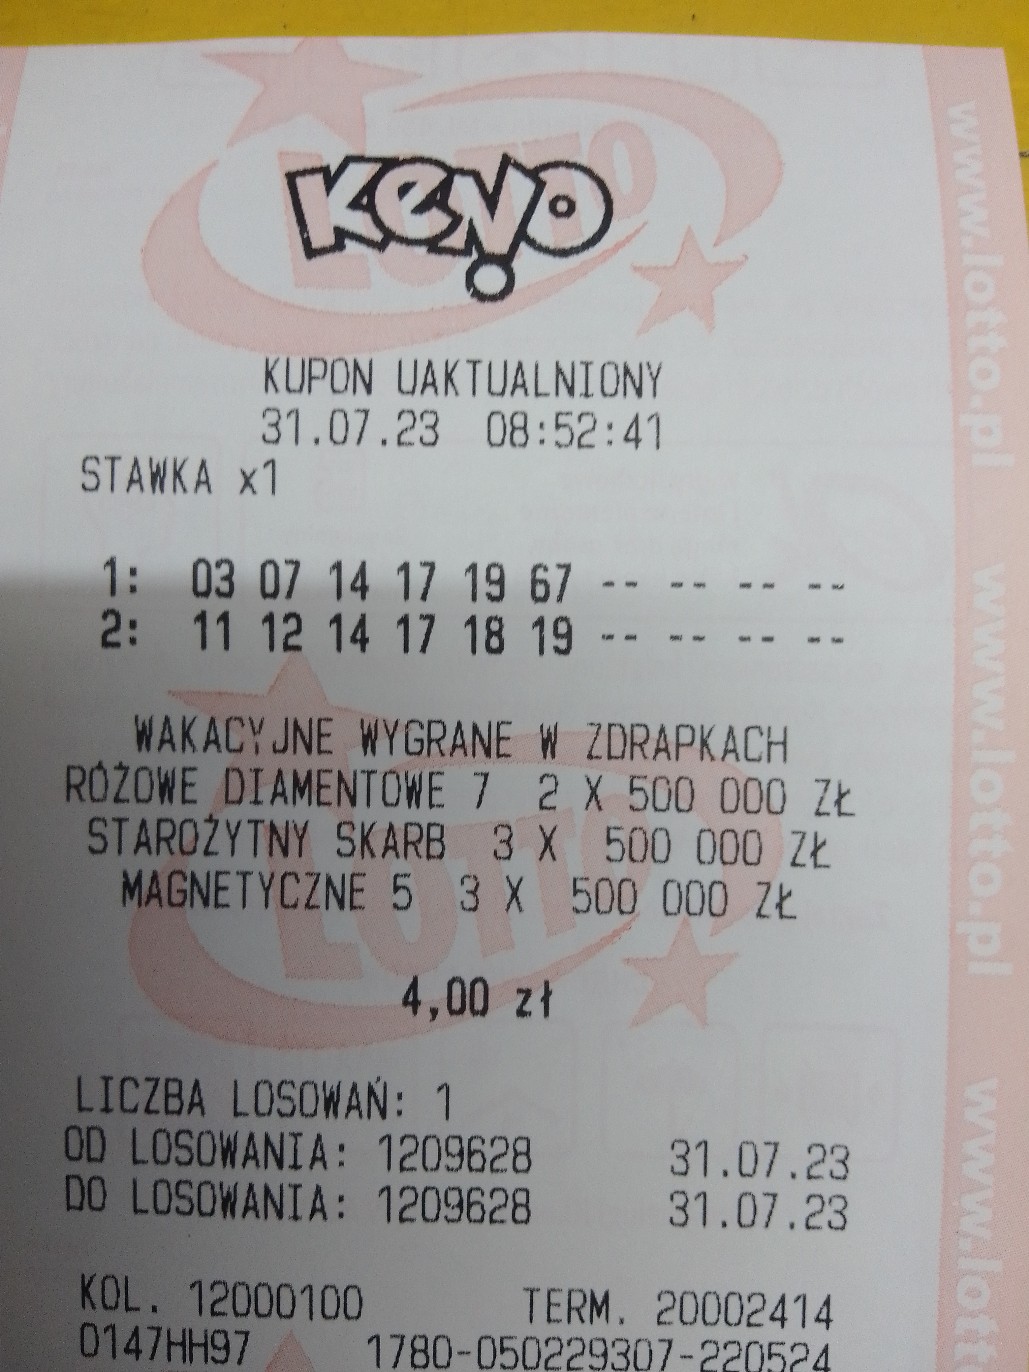 LOTTO
Keno
KUPON UAKTUALNIONY
31.07.23 08:52:41
STAWKA x1
1: 03 07 14 17 19 67 -- -- -- --
2: 11 12 14 17 18 19 -- -- -- --
WAKACYJNE WYGRANE W ZDRAPKACH
RÓŻOWE DIAMENTOWE 7 2 X 500 000 ZŁ
STAROŻYTNY SKARB 3 X 500 000 ZŁ
MAGNETYCZNE 5 3 X 500 000 ZŁ
LOTTO
4,00 zł
LICZBA LOSOWAŃ: 1
OD LOSOWANIA: 1209628 31.07.23
DO LOSOWANIA: 1209628 31.07.23
KOL. 12000100 TERM. 20002414
0147HH97 1780-050229307-220524
www.lotto.pl
www.lotto.pl
www.lott